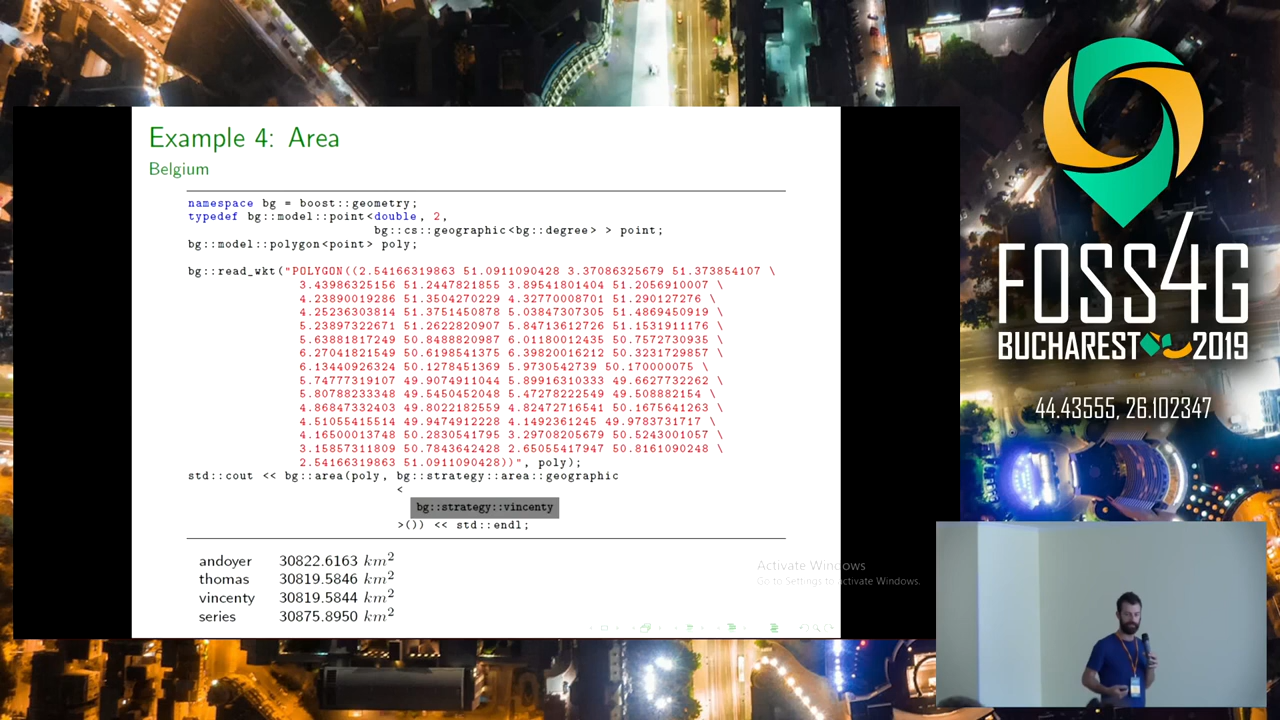 Example 4: Area
Belgium
namespace bg = boost::geometry;
typedef bg::model::point<double, 2,
bg::cs::geographic<bg::degree> > point;
bg::model::polygon<point> poly;
bg::read_wkt("POLYGON((2.54166319863 51.0911090428 3.37086325679 51.373854107 \
3.43986325156 51.2447821855 3.89541801404 51.2056910007 \
4.23890019286 51.3504270229 4.32770008701 51.290127276 \
4.25236303814 51.3751450878 5.03847307305 51.4869450919 \
5.23897322671 51.2622820907 5.84713612726 51.1531911176 \
5.63881817249 50.8488820987 6.01180012435 50.7572730935 \
6.27041821549 50.6198541375 6.39820016212 50.3231729857 \
6.13440926324 50.1278451369 5.9730542739 50.170000075 \
5.74777319107 49.9074911044 5.89916310333 49.6627732262 \
5.80788233348 49.5450452048 5.47278222549 49.508882154 \
4.86847332403 49.8022182559 4.82472716541 50.1675641263 \
4.51055415514 49.9474912228 4.1492361245 49.9783731717 \
4.16500013748 50.2830541795 3.29708205679 50.5243001057 \
3.15857311809 50.7843642428 2.65055417947 50.8161090248 \
2.54166319863 51.0911090428))", poly);
std::cout << bg::area(poly, bg::strategy::area::geographic
<
bg::strategy::vincenty
>()) << std::endl;
andoyer 30822.6163 km²
thomas 30819.5846 km²
vincenty 30819.5844 km²
series 30875.8950 km²
Activate Windows
Go to Settings to activate Windows.
FOSS4G
BUCHAREST 2019
44.43555, 26.102347